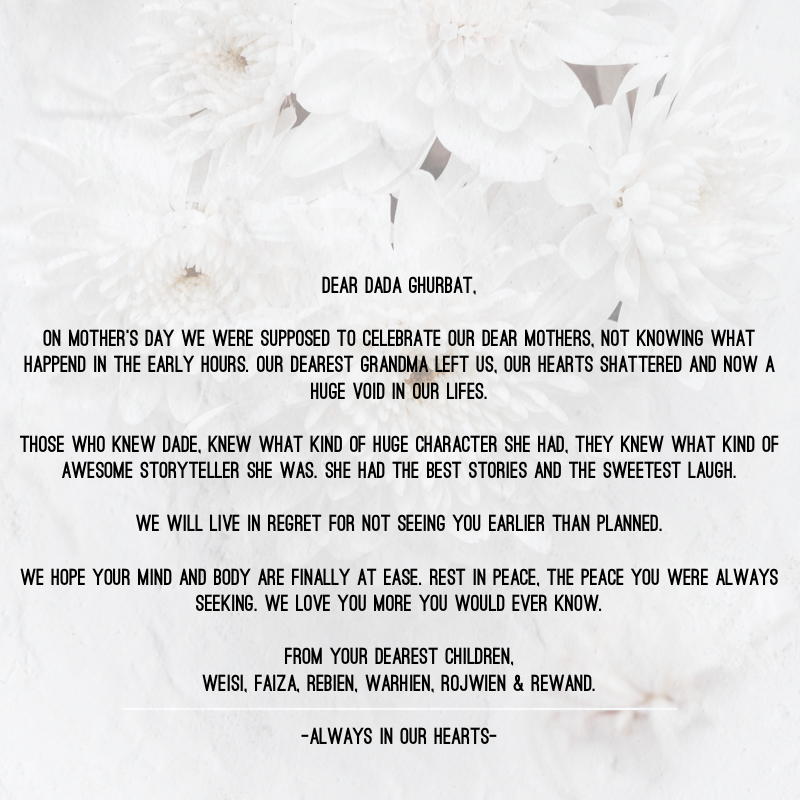 DEAR DADA GHURBAT,
ON MOTHER'S DAY WE WERE SUPPOSED TO CELEBRATE OUR DEAR MOTHERS, NOT KNOWING WHAT
HAPPEND IN THE EARLY HOURS. OUR DEAREST GRANDMA LEFT US, OUR HEARTS SHATTERED AND NOW A
HUGE VOID IN OUR LIFES.
THOSE WHO KNEW DADE, KNEW WHAT KIND OF HUGE CHARACTER SHE HAD, THEY KNEW WHAT KIND OF
AWESOME STORYTELLER SHE WAS. SHE HAD THE BEST STORIES AND THE SWEETEST LAUGH.
WE WILL LIVE IN REGRET FOR NOT SEEING YOU EARLIER THAN PLANNED.
WE HOPE YOUR MIND AND BODY ARE FINALLY AT EASE. REST IN PEACE, THE PEACE YOU WERE ALWAYS
SEEKING. WE LOVE YOU MORE YOU WOULD EVER KNOW.
FROM YOUR DEAREST CHILDREN,
WEISI, FAIZA, REBIEN, WARHIEN, ROJWIEN & REWAND.
-ALWAYS IN OUR HEARTS-